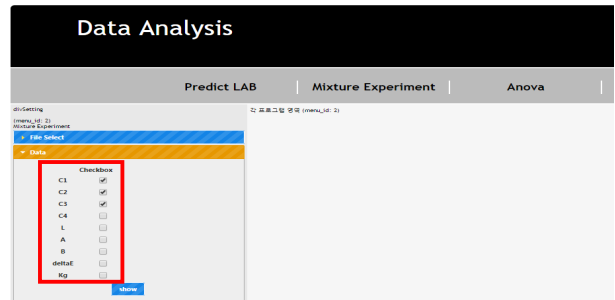 Data Analysis
Predict LAB Mixture Experiment Anova
divSetting
(menu_id: 2)
Mixture Experiment
각 프로그램 영역 (menu_id: 2)
File Select
Data
Checkbox
C1
C2
C3
C4
L
A
B
deltaE
Kg
show